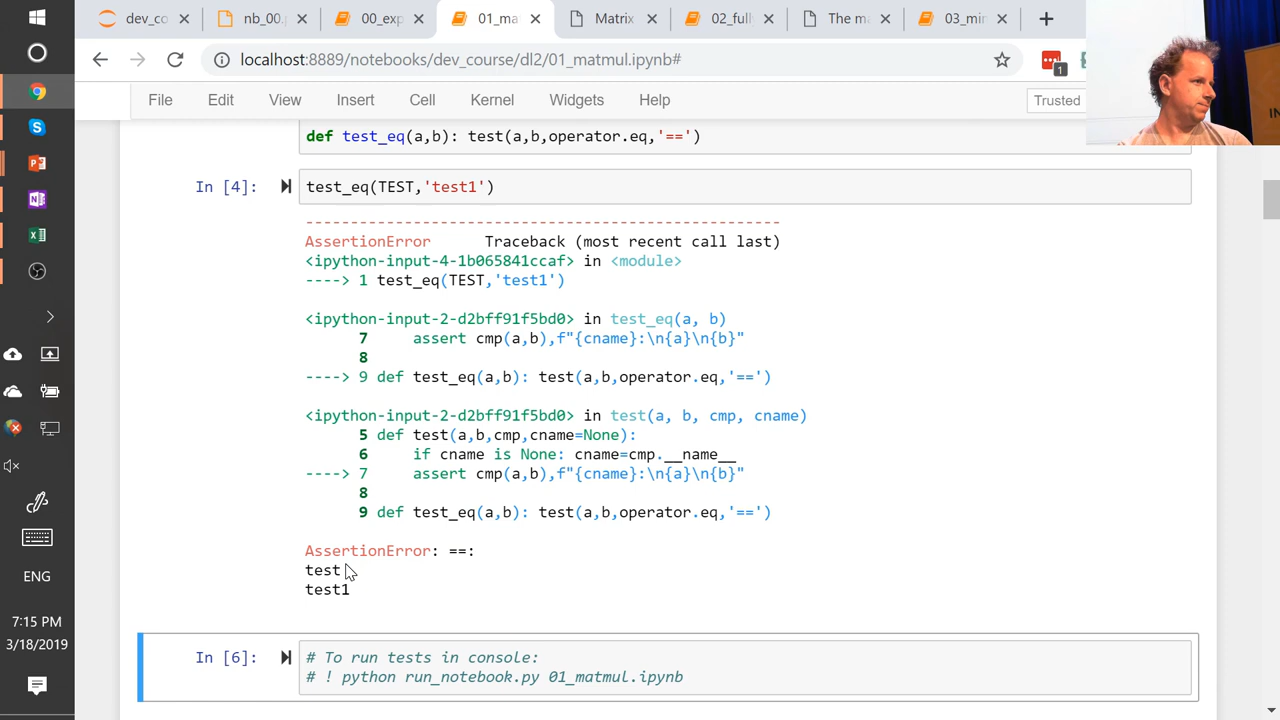 dev_co
nb_00.
00_exp
01_ma
Matrix
02_fully
The ma
03_min
localhost:8889/notebooks/dev_course/dl2/01_matmul.ipynb#
1
File Edit View Insert Cell Kernel Widgets Help
Trusted
IN
def test_eq(a,b): test(a,b,operator.eq,'==')
In [4]: test_eq(TEST,'test1')
---------------------------------------------------------------------------
AssertionError Traceback (most recent call last)
<ipython-input-4-1b065841ccaf> in <module>
----> 1 test_eq(TEST,'test1')
<ipython-input-2-d2bff91f5bd0> in test_eq(a, b)
7 assert cmp(a,b),f"{cname}:\n{a}\n{b}"
8
----> 9 def test_eq(a,b): test(a,b,operator.eq,'==')
<ipython-input-2-d2bff91f5bd0> in test(a, b, cmp, cname)
5 def test(a,b,cmp,cname=None):
6 if cname is None: cname=cmp.__name__
----> 7 assert cmp(a,b),f"{cname}:\n{a}\n{b}"
8
9 def test_eq(a,b): test(a,b,operator.eq,'==')
AssertionError: ==:
test
test1
In [6]: # To run tests in console:
# ! python run_notebook.py 01_matmul.ipynb
ENG
7:15 PM
3/18/2019